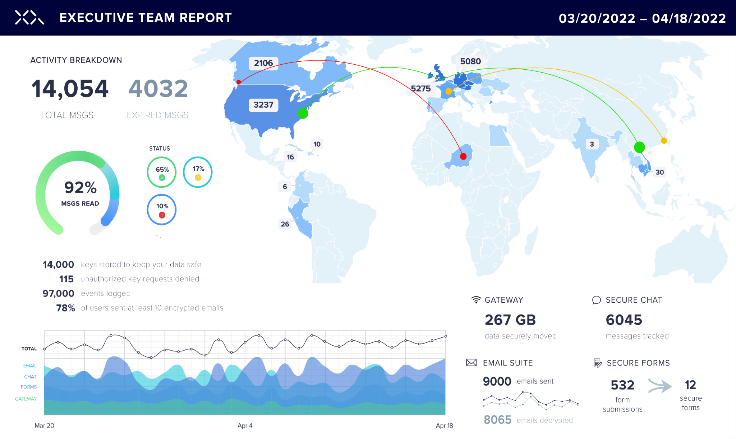 EXECUTIVE TEAM REPORT
03/20/2022 – 04/18/2022
ACTIVITY BREAKDOWN
14,054
4032
TOTAL MSGS
EXPIRED MSGS
2106
5080
5275
3237
10
16
3
30
6
26
STATUS
65%
17%
10%
92%
MSGS READ
14,000 keys stored to keep your data safe
115 unauthorized key requests denied
97,000 events logged
78% of users sent at least 10 encrypted emails
TOTAL
EMAIL
CHAT
FORMS
GATEWAY
Mar 20
Apr 4
Apr 18
GATEWAY
267 GB
data securely moved
SECURE CHAT
6045
messages tracked
EMAIL SUITE
9000 emails sent
8065 emails decrypted
SECURE FORMS
532
form
submissions
12
secure
forms